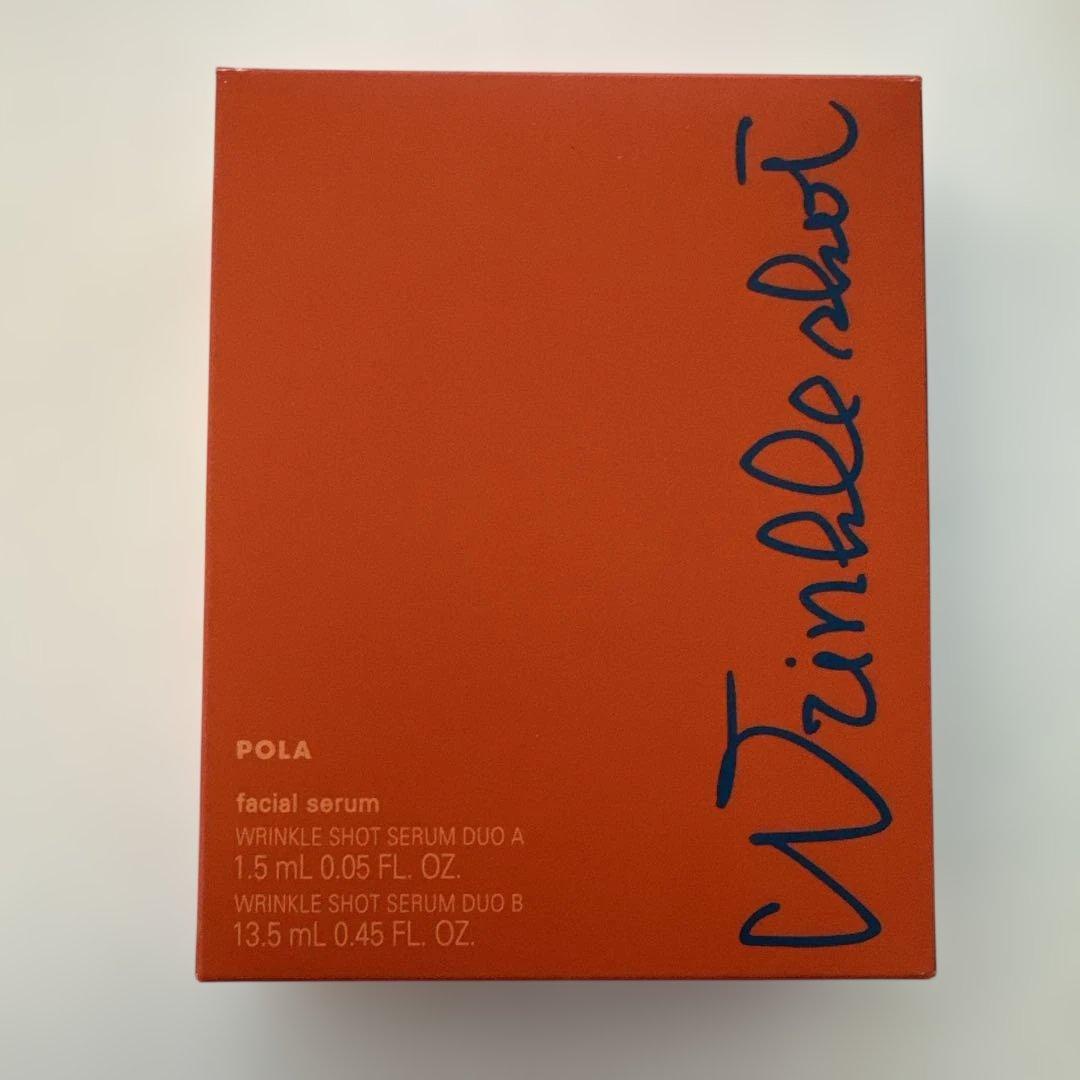 Wrinkle shot
POLA
facial serum
WRINKLE SHOT SERUM DUO A
1.5 mL 0.05 FL. OZ.
WRINKLE SHOT SERUM DUO B
13.5 mL 0.45 FL. OZ.